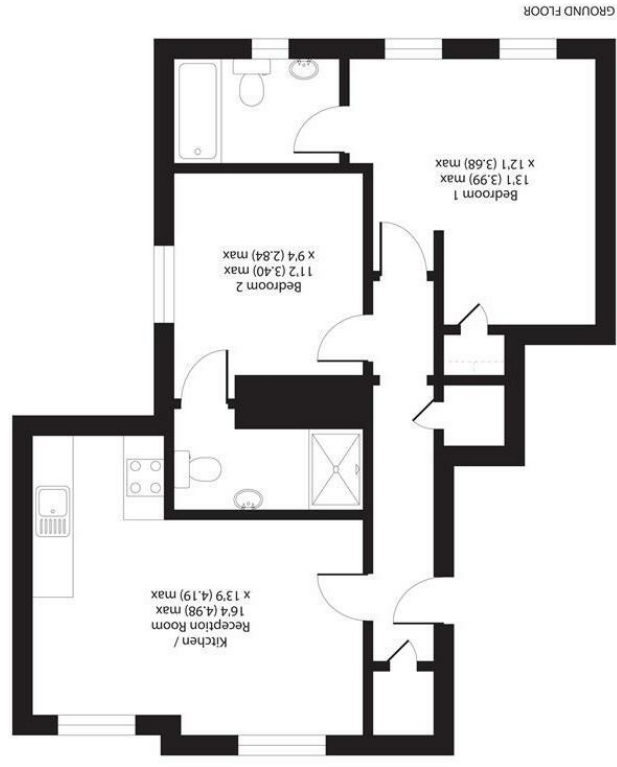 Kitchen /
Reception Room
16'4 (4.98) max
x 13'9 (4.19) max
Bedroom 2
11'2 (3.40) max
x 9'4 (2.84) max
Bedroom 1
13'1 (3.99) max
x 12'1 (3.68) max
GROUND FLOOR